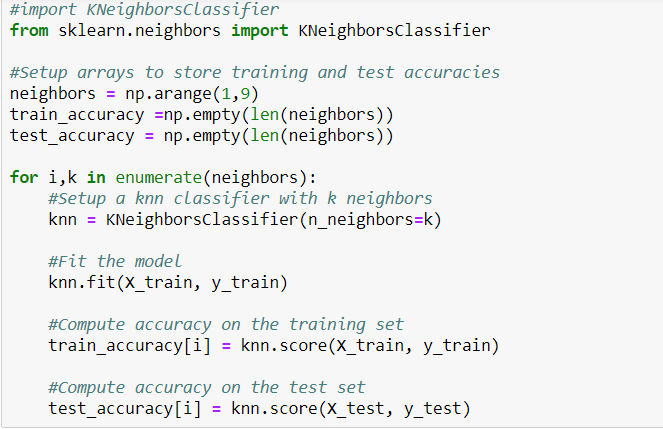 #import KNeighborsClassifier
from sklearn.neighbors import KNeighborsClassifier
#Setup arrays to store training and test accuracies
neighbors = np.arange(1,9)
train_accuracy =np.empty(len(neighbors))
test_accuracy = np.empty(len(neighbors))
for i,k in enumerate(neighbors):
    #Setup a knn classifier with k neighbors
    knn = KNeighborsClassifier(n_neighbors=k)
    #Fit the model
    knn.fit(X_train, y_train)
    #Compute accuracy on the training set
    train_accuracy[i] = knn.score(X_train, y_train)
    #Compute accuracy on the test set
    test_accuracy[i] = knn.score(X_test, y_test)